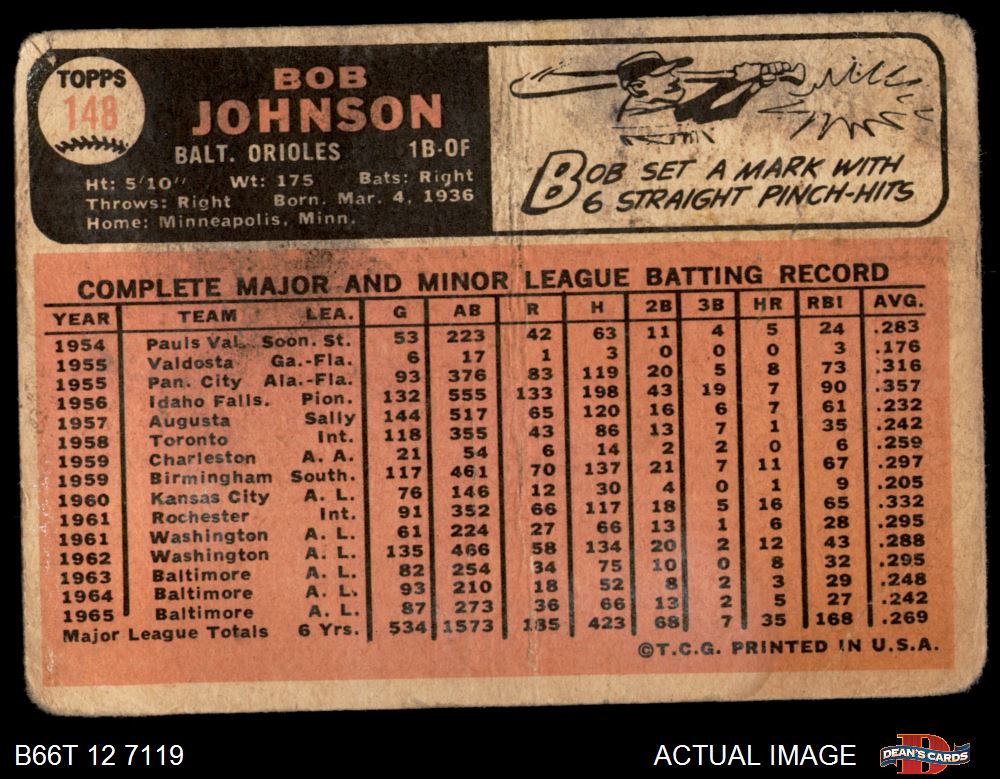 TOPPS
148
BOB
JOHNSON
BALT. ORIOLES 1B-OF
Ht: 5'10" Wt: 175 Bats: Right
Throws: Right Born. Mar. 4, 1936
Home: Minneapolis, Minn.
BOB SET A MARK WITH
6 STRAIGHT PINCH-HITS
COMPLETE MAJOR AND MINOR LEAGUE BATTING RECORD
YEAR TEAM LEA. G AB R H 2B 3B HR RBI AVG.
1954 Pauls Val. Soon. St. 53 223 42 63 11 4 5 24 .283
1955 Valdosta Ga.-Fla. 6 17 1 3 0 0 0 3 .176
1955 Pan. City Ala.-Fla. 93 376 83 119 20 5 8 73 .316
1956 Idaho Falls. Pion. 132 555 133 198 43 19 7 90 .357
1957 Augusta Sally 144 517 65 120 16 6 7 61 .232
1958 Toronto Int. 118 355 43 86 13 7 1 35 .242
1959 Charleston A. A. 21 54 6 14 2 2 0 6 .259
1959 Birmingham South. 117 461 70 137 21 7 11 67 .297
1960 Kansas City A. L. 76 146 12 30 4 0 1 9 .205
1961 Rochester Int. 91 352 66 117 18 5 16 65 .332
1961 Washington A. L. 61 224 27 66 13 1 6 28 .295
1962 Washington A. L. 135 466 58 134 20 2 12 43 .288
1963 Baltimore A. L. 82 254 34 75 10 0 8 32 .295
1964 Baltimore A. L. 93 210 18 52 8 2 3 29 .248
1965 Baltimore A. L. 87 273 36 66 13 2 5 27 .242
Major League Totals 6 Yrs. 534 1573 185 423 68 7 35 168 .269
©T.C.G. PRINTED IN U.S.A.
B66T 12 7119 ACTUAL IMAGE DEAN'S CARDS